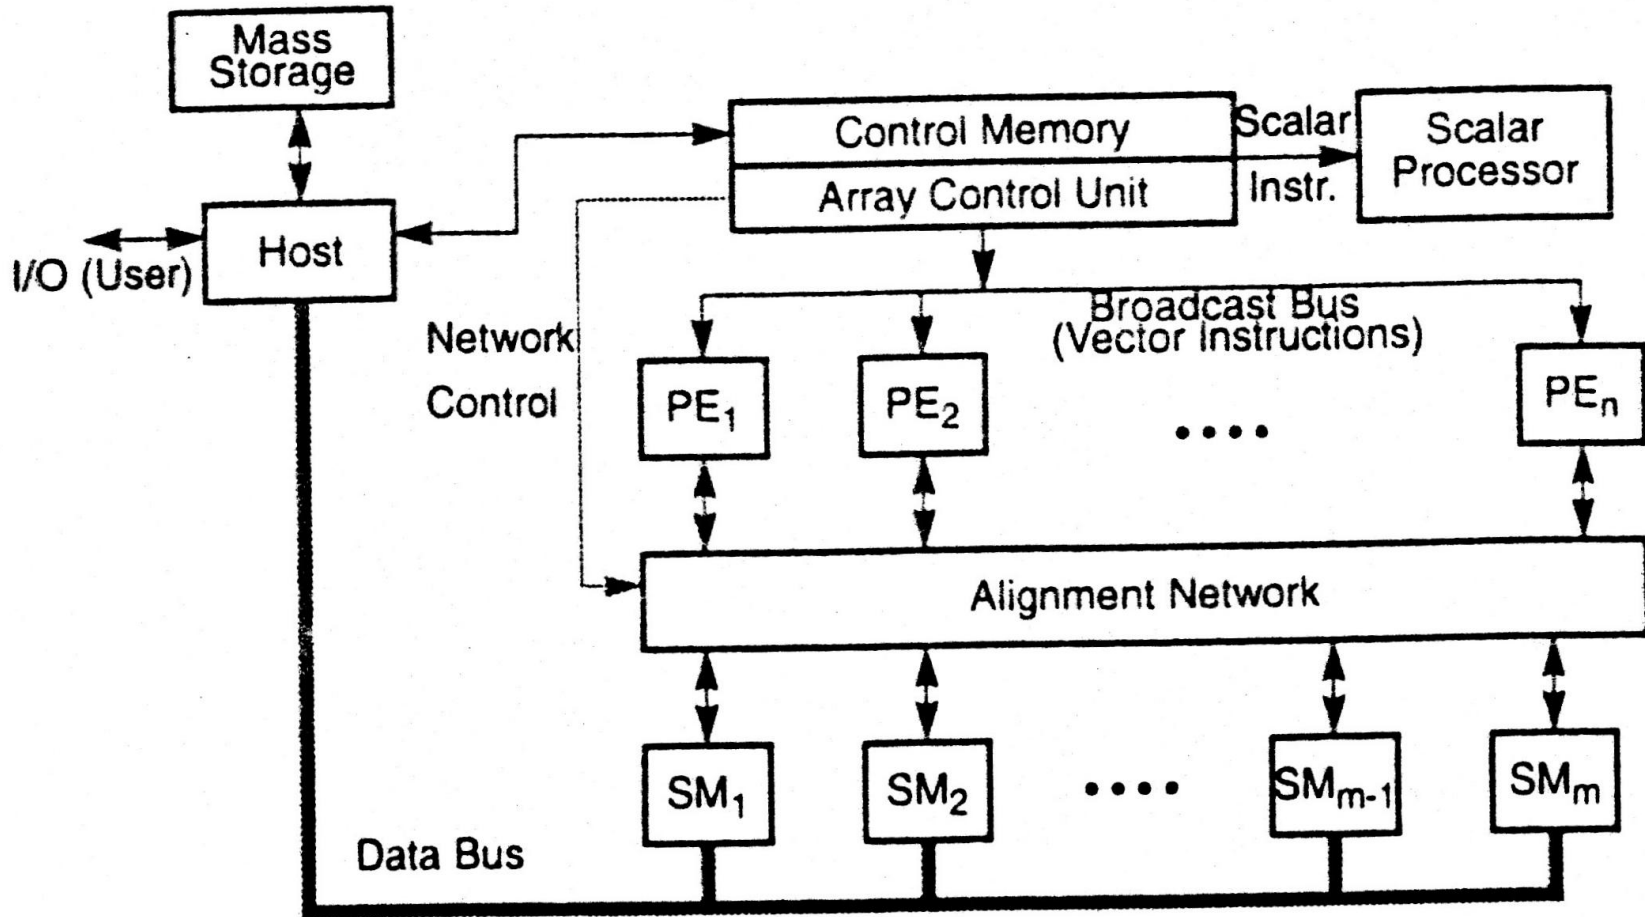 Mass
Storage
Control Memory
Scalar
Scalar
Processor
Array Control Unit
Instr.
Host
I/O (User)
Broadcast Bus
(Vector Instructions)
Network
Control
PE₁
PE₂
PEₙ
Alignment Network
SM₁
SM₂
SMₘ₋₁
SMₘ
Data Bus